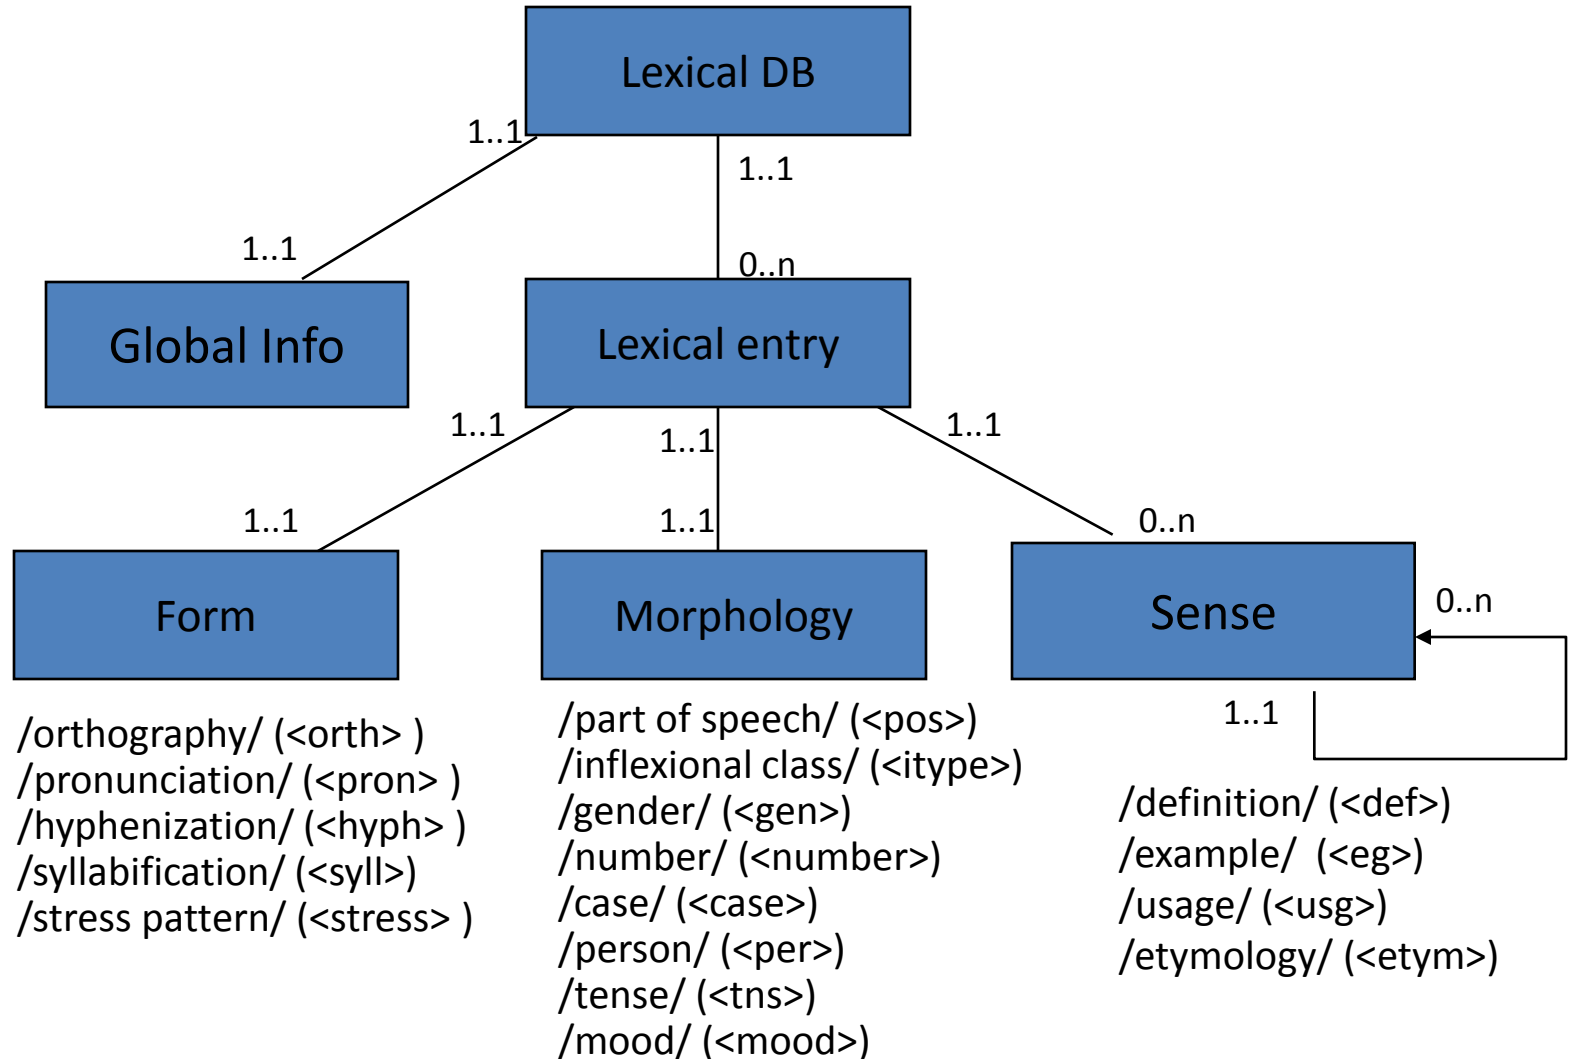 Lexical DB
1..1
1..1
1..1
0..n
Global Info
Lexical entry
1..1
1..1
1..1
1..1
1..1
0..n
Form
Morphology
Sense
0..n
1..1
/orthography/ (<orth> )
/pronunciation/ (<pron> )
/hyphenization/ (<hyph> )
/syllabification/ (<syll>)
/stress pattern/ (<stress> )
/part of speech/ (<pos>)
/inflexional class/ (<itype>)
/gender/ (<gen>)
/number/ (<number>)
/case/ (<case>)
/person/ (<per>)
/tense/ (<tns>)
/mood/ (<mood>)
/definition/ (<def>)
/example/  (<eg>)
/usage/ (<usg>)
/etymology/ (<etym>)